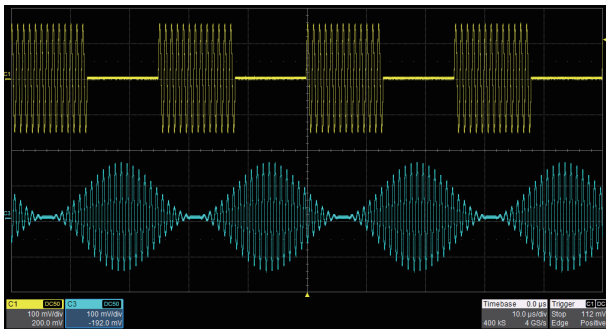 C1
C3
C1 DC50
100 mV/div
200.0 mV
C3 DC50
100 mV/div
-192.0 mV
Timebase 0.0 µs
10.0 µs/div
400 kS 4 GS/s
Trigger C1 DC
Stop 112 mV
Edge Positive